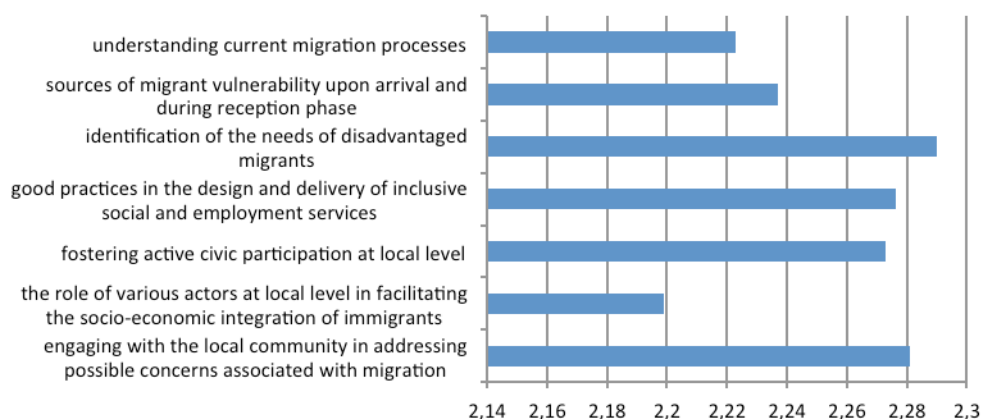 understanding current migration processes
sources of migrant vulnerability upon arrival and
during reception phase
identification of the needs of disadvantaged
migrants
good practices in the design and delivery of inclusive
social and employment services
fostering active civic participation at local level
the role of various actors at local level in facilitating
the socio-economic integration of immigrants
engaging with the local community in addressing
possible concerns associated with migration
2,14 2,16 2,18 2,2 2,22 2,24 2,26 2,28 2,3